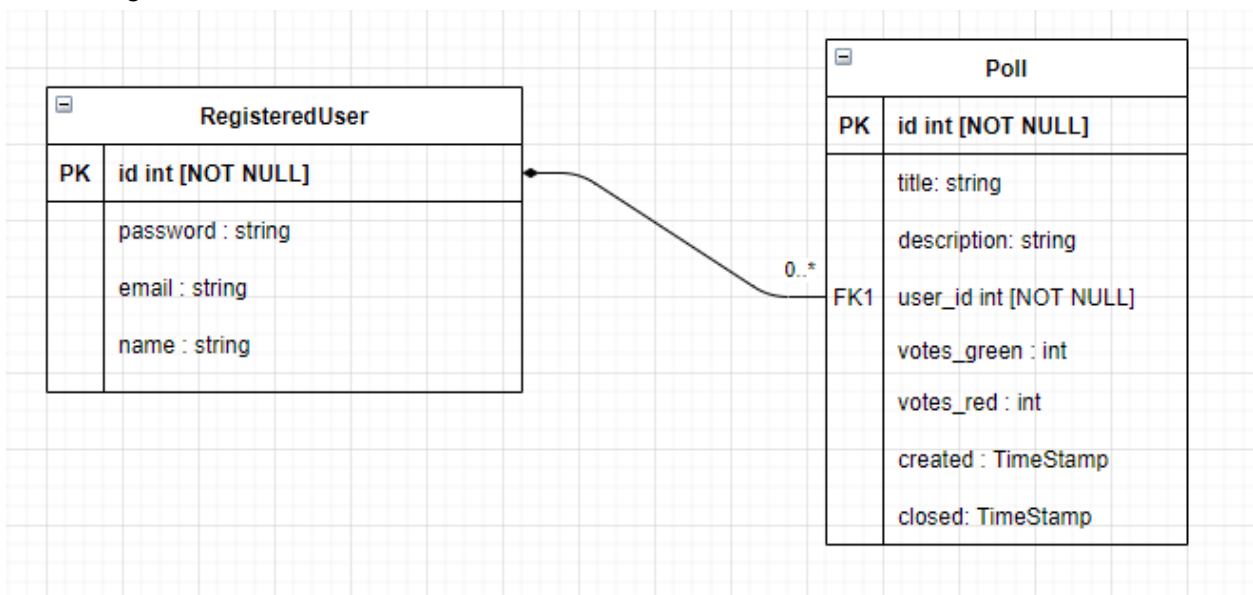 RegisteredUser
PK id int [NOT NULL]
password : string
email : string
name : string
0..*
Poll
PK id int [NOT NULL]
title: string
description: string
FK1 user_id int [NOT NULL]
votes_green : int
votes_red : int
created : TimeStamp
closed: TimeStamp